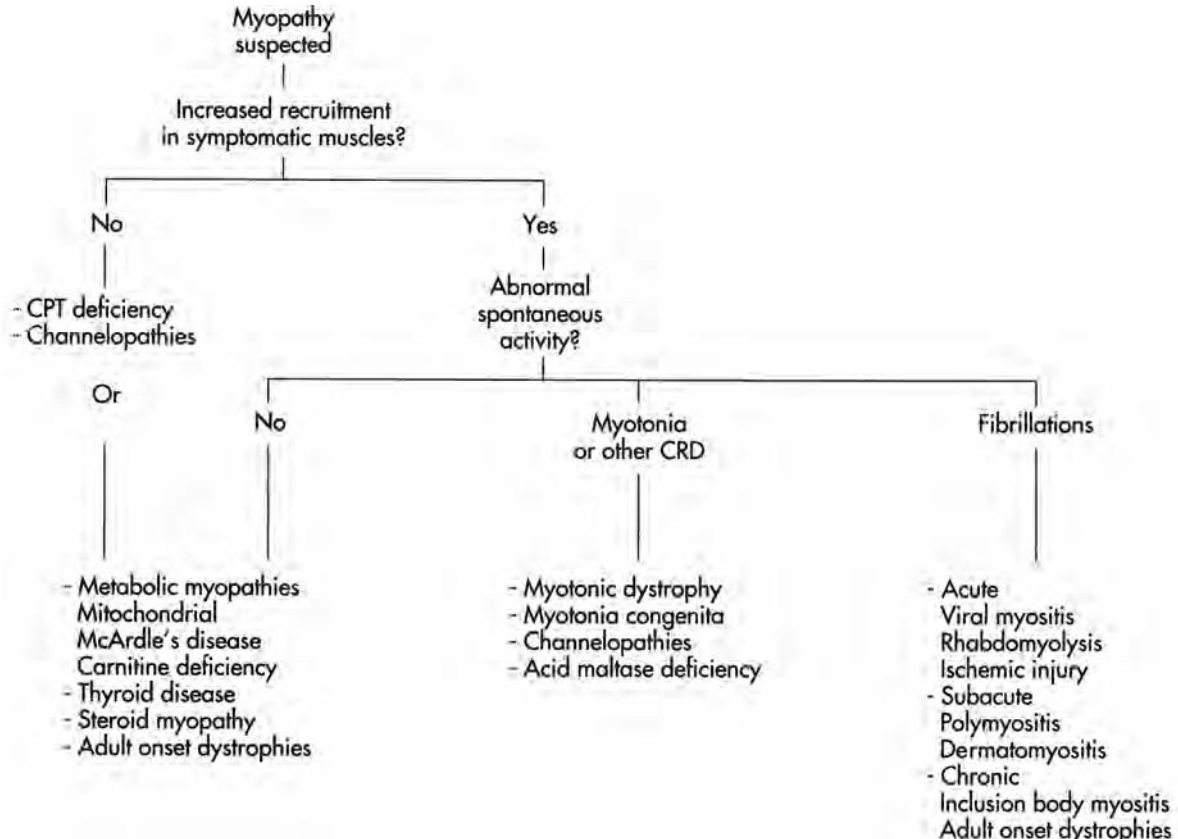 Myopathy
suspected
Increased recruitment
in symptomatic muscles?
No
Yes
- CPT deficiency
- Channelopathies
Or
Abnormal
spontaneous
activity?
No
Myotonia
or other CRD
Fibrillations
- Metabolic myopathies
Mitochondrial
McArdle's disease
Carnitine deficiency
- Thyroid disease
- Steroid myopathy
- Adult onset dystrophies
- Myotonic dystrophy
- Myotonia congenita
- Channelopathies
- Acid maltase deficiency
- Acute
Viral myositis
Rhabdomyolysis
Ischemic injury
- Subacute
Polymyositis
Dermatomyositis
- Chronic
Inclusion body myositis
Adult onset dystrophies